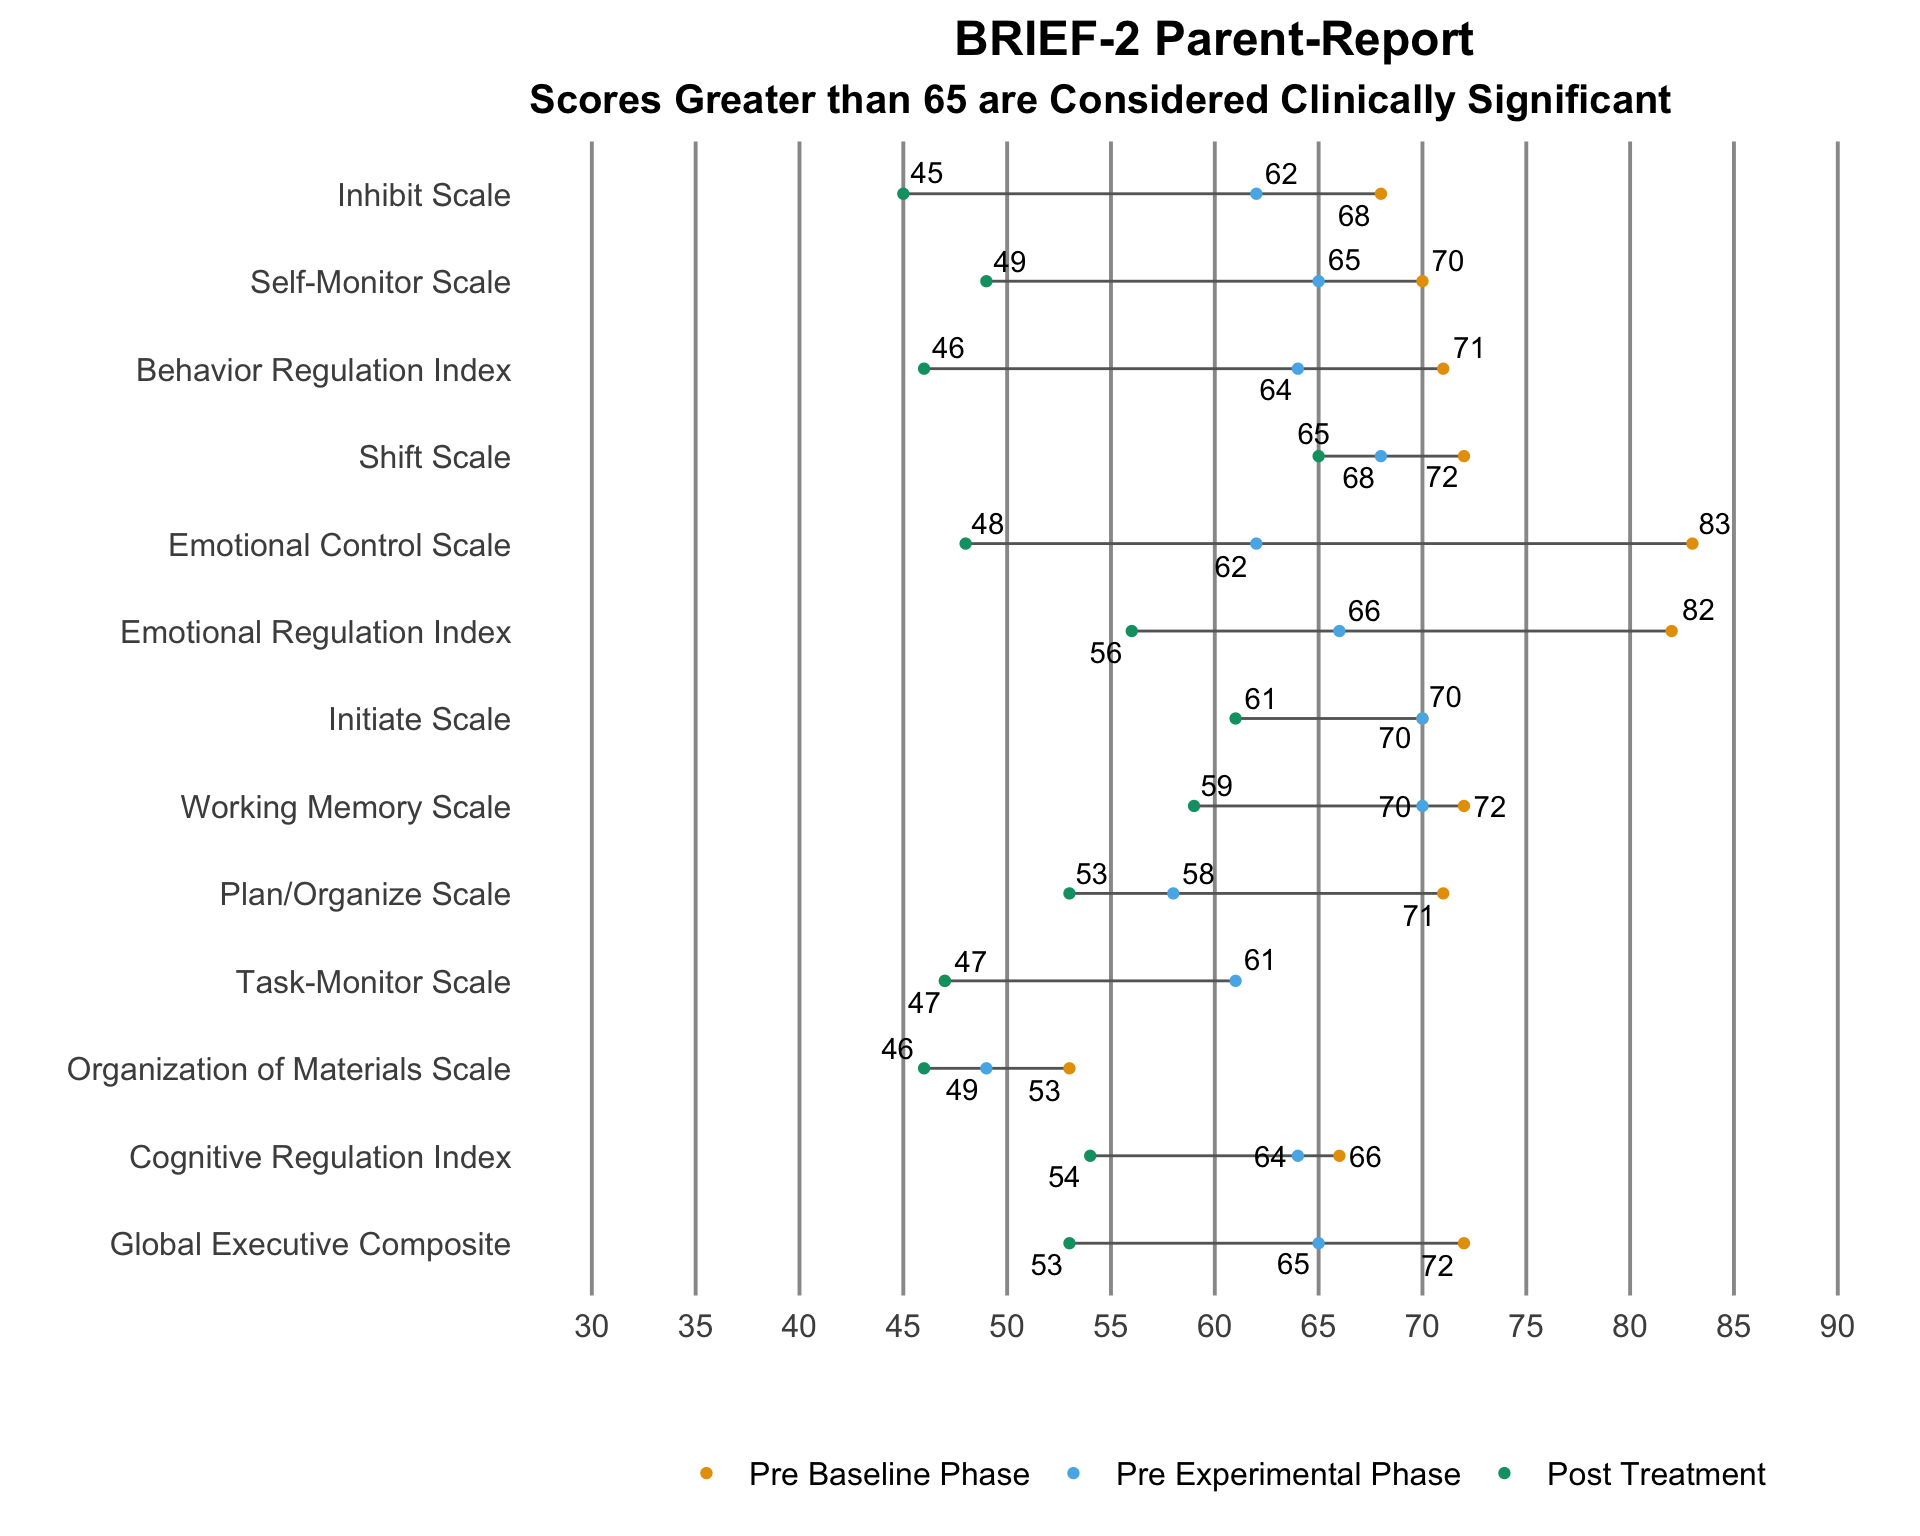 BRIEF-2 Parent-Report
Scores Greater than 65 are Considered Clinically Significant
Inhibit Scale 45 62 68
Self-Monitor Scale 49 65 70
Behavior Regulation Index 46 64 71
Shift Scale 65 68 72
Emotional Control Scale 48 62 83
Emotional Regulation Index 56 66 82
Initiate Scale 61 70 70
Working Memory Scale 59 70 72
Plan/Organize Scale 53 58 71
Task-Monitor Scale 47 47 61
Organization of Materials Scale 46 49 53
Cognitive Regulation Index 54 64 66
Global Executive Composite 53 65 72
30 35 40 45 50 55 60 65 70 75 80 85 90
Pre Baseline Phase Pre Experimental Phase Post Treatment